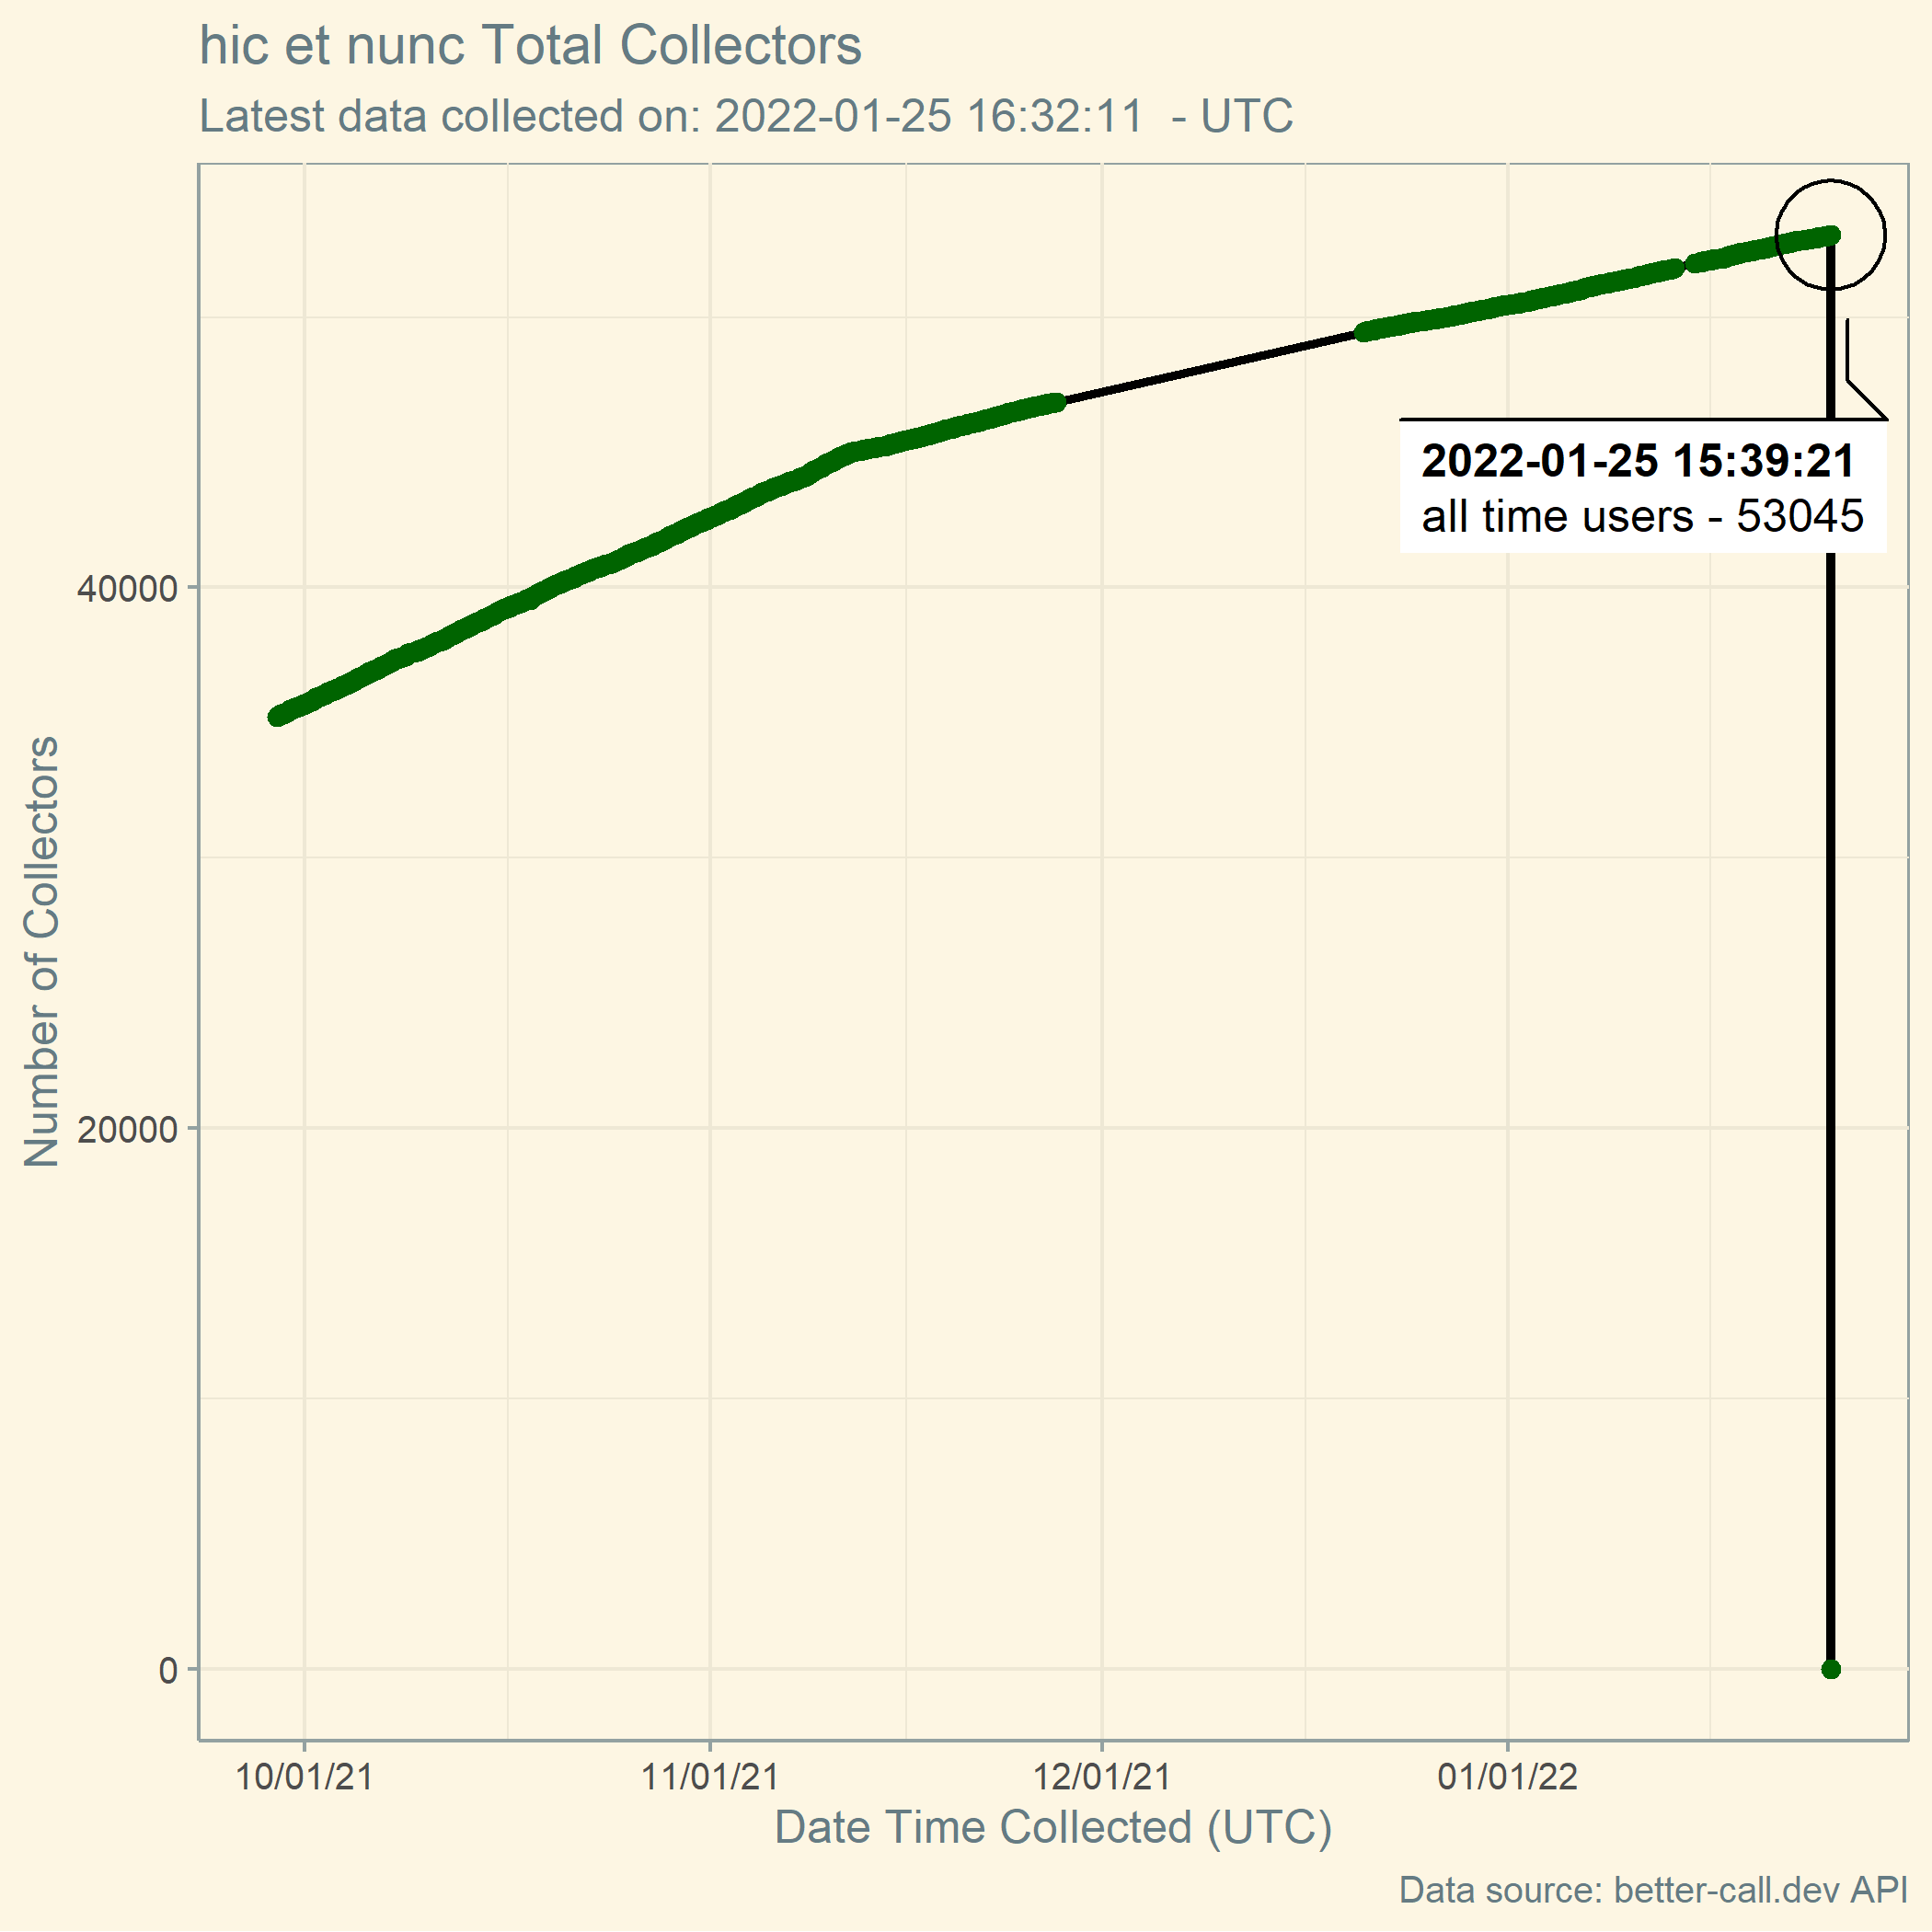 hic et nunc Total Collectors
Latest data collected on: 2022-01-25 16:32:11  - UTC
2022-01-25 15:39:21
all time users - 53045
Number of Collectors
40000
20000
0
10/01/21
11/01/21
12/01/21
01/01/22
Date Time Collected (UTC)
Data source: better-call.dev API